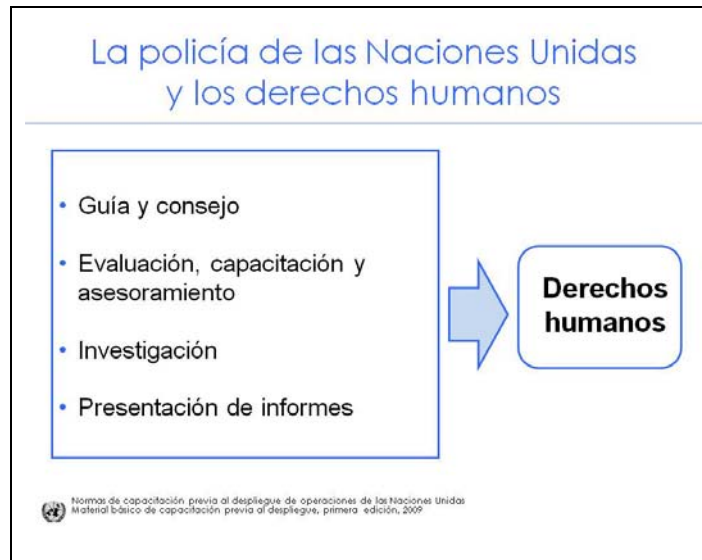 La policía de las Naciones Unidas
y los derechos humanos
• Guía y consejo
• Evaluación, capacitación y
asesoramiento
• Investigación
• Presentación de informes
Derechos
humanos
Normas de capacitación previa al despliegue de operaciones de las Naciones Unidas
Material básico de capacitación previa al despliegue, primera edición, 2009